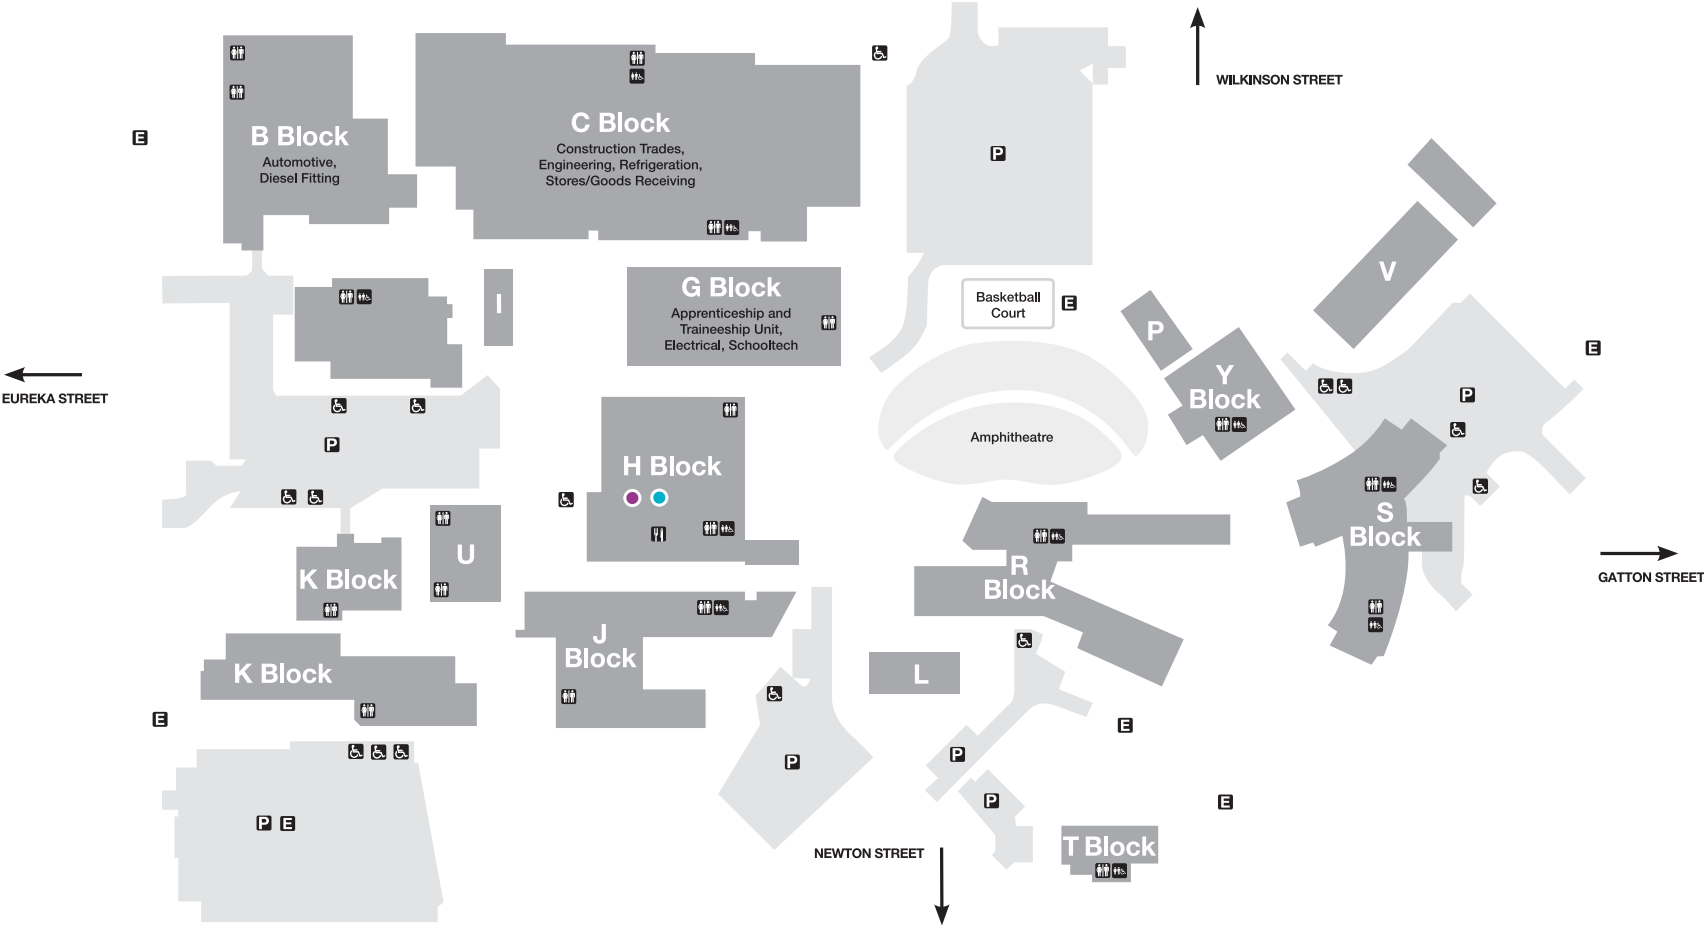 WILKINSON STREET
B Block
Automotive,
Diesel Fitting
C Block
Construction Trades,
Engineering, Refrigeration,
Stores/Goods Receiving
E
P
I
G Block
Apprenticeship and
Traineeship Unit,
Electrical, Schooltech
Basketball
Court
E
P
V
Y
Block
E
EUREKA STREET
P
H Block
Amphitheatre
P
S
Block
K Block
U
R
Block
GATTON STREET
K Block
J
Block
L
E
P
P
E
P
E
P
E
NEWTON STREET
T Block